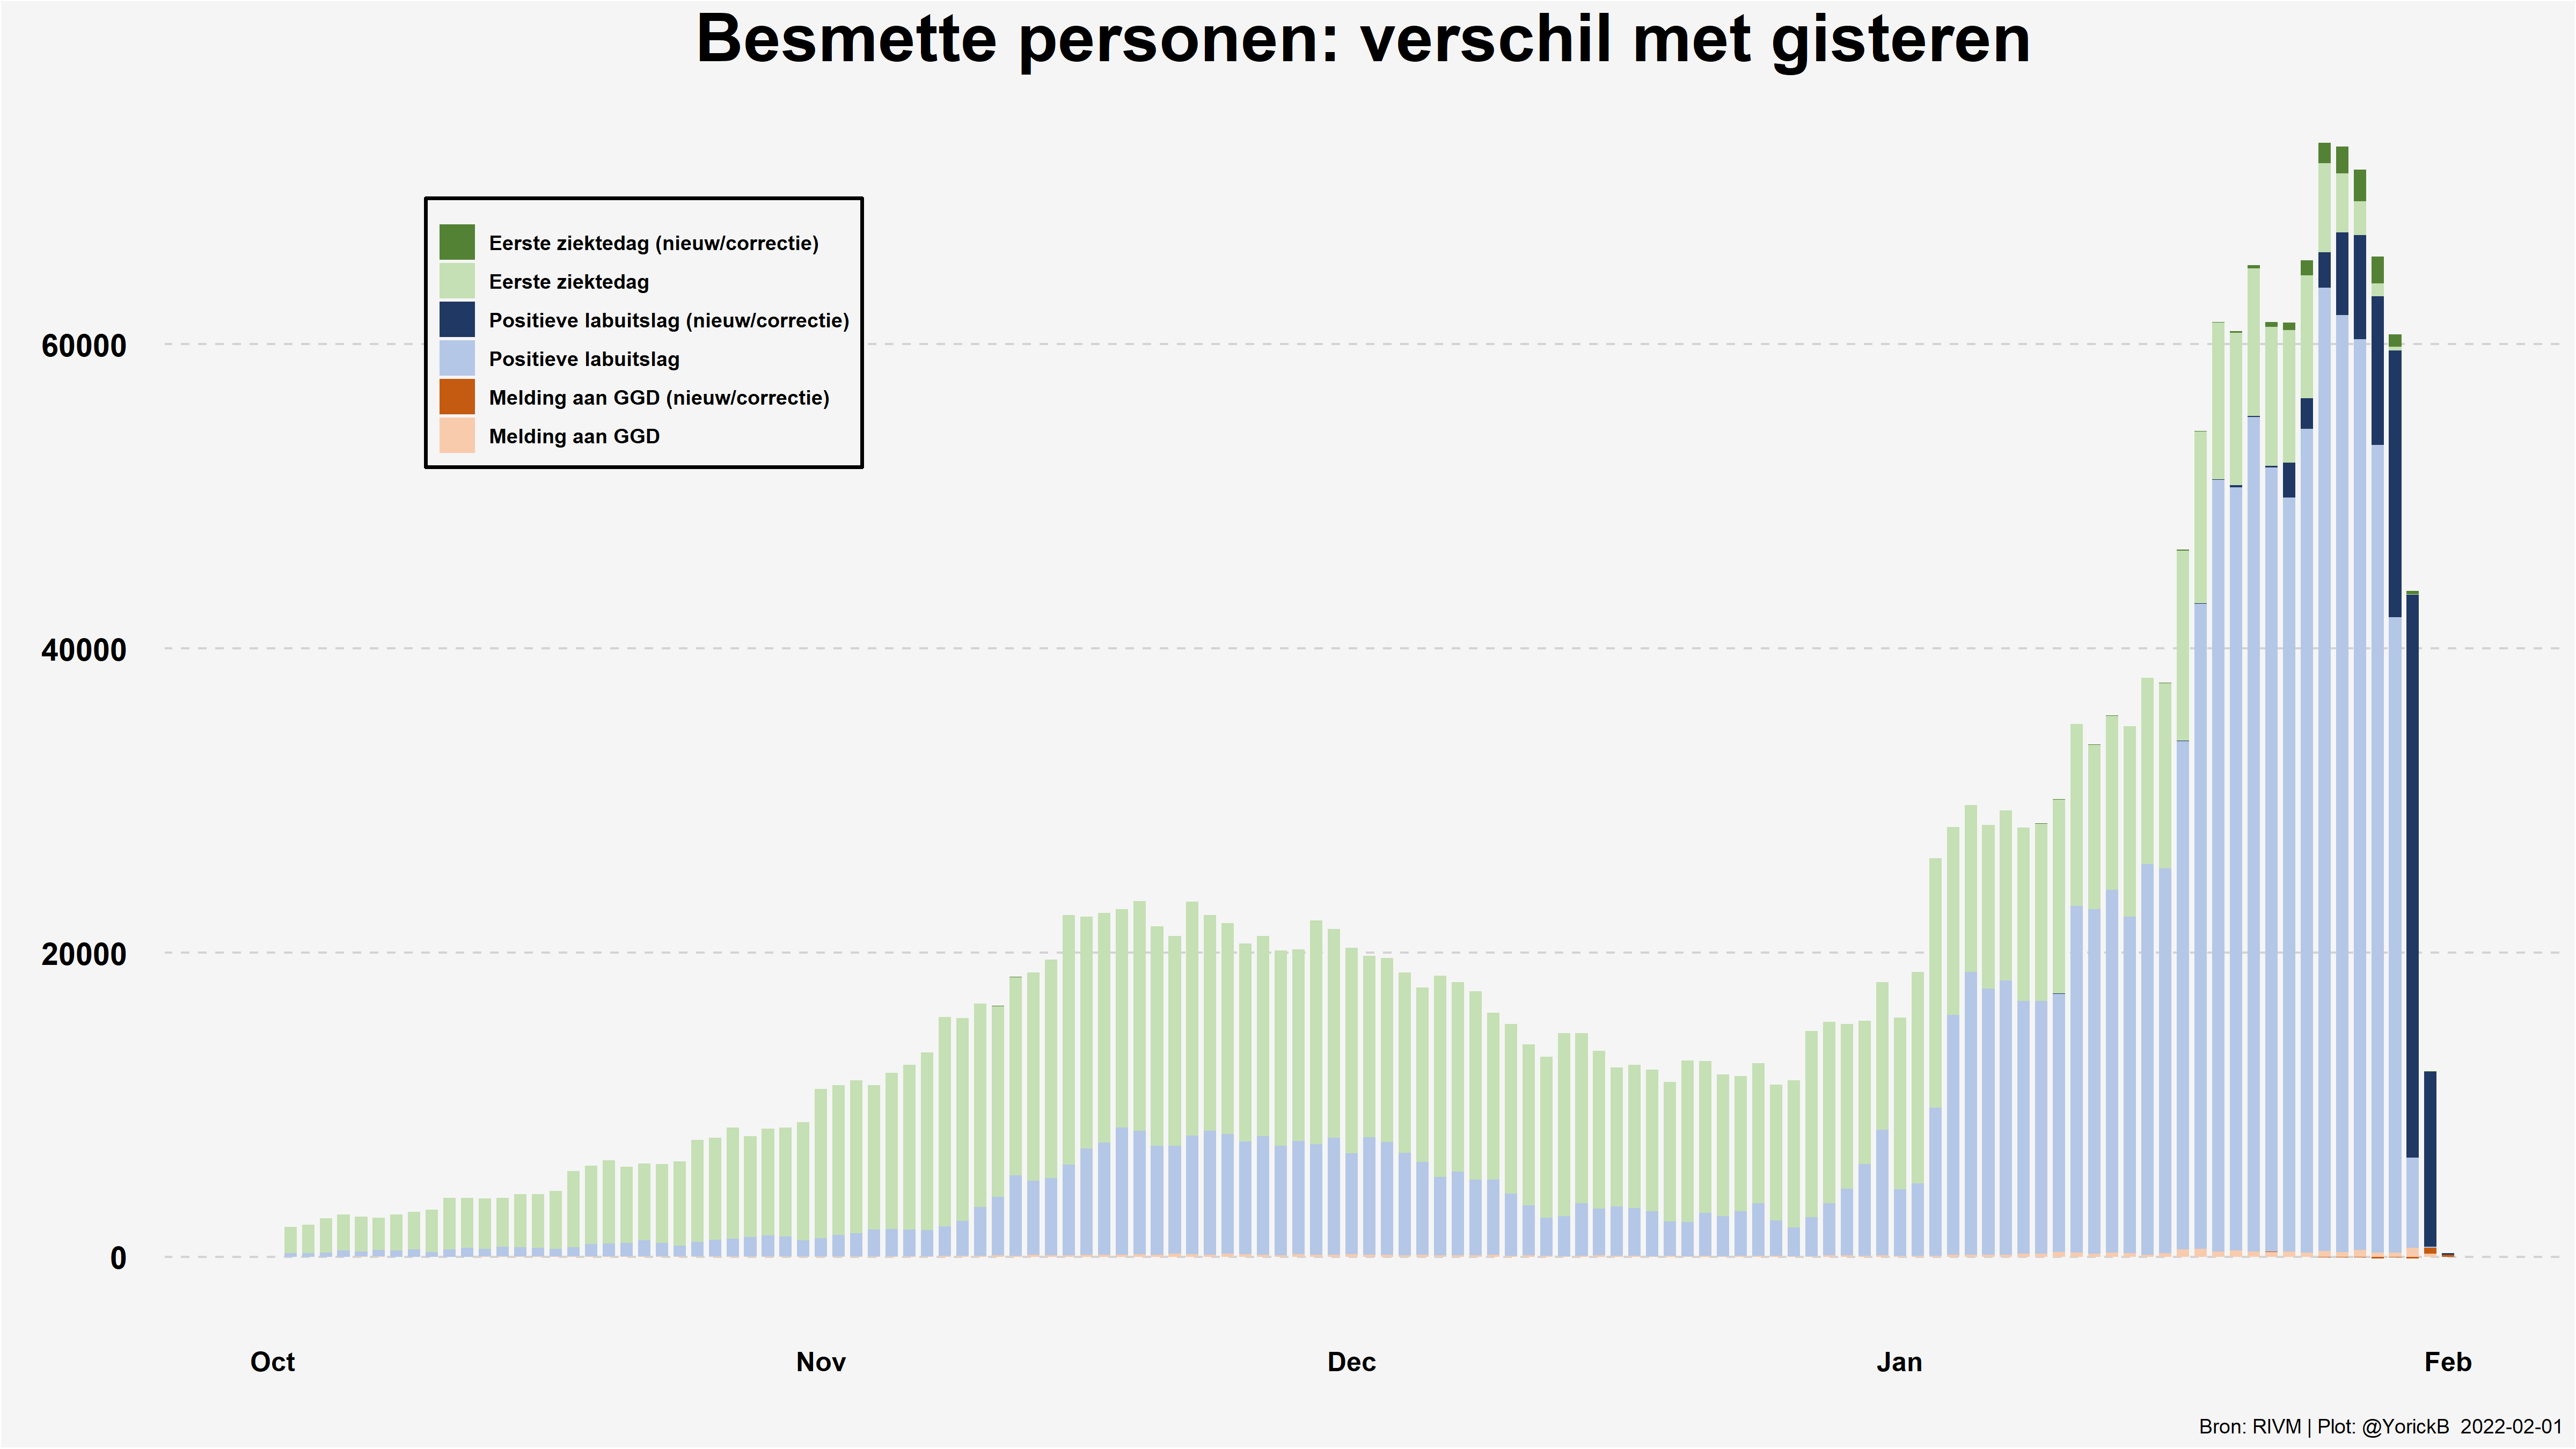 Besmette personen: verschil met gisteren
Eerste ziektedag (nieuw/correctie)
Eerste ziektedag
Positieve labuitslag (nieuw/correctie)
Positieve labuitslag
Melding aan GGD (nieuw/correctie)
Melding aan GGD
60000
40000
20000
0
Oct Nov Dec Jan Feb
Bron: RIVM | Plot: @YorickB 2022-02-01